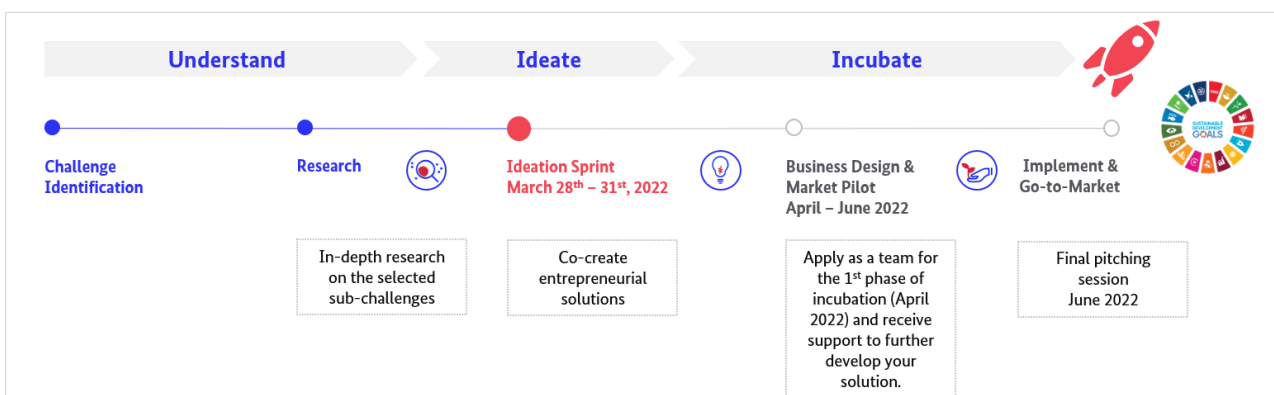 Understand
Ideate
Incubate
SUSTAINABLE
DEVELOPMENT
GOALS
Challenge
Identification
Research
Ideation Sprint
March 28th – 31st, 2022
Business Design &
Market Pilot
April – June 2022
Implement &
Go-to-Market
In-depth research
on the selected
sub-challenges
Co-create
entrepreneurial
solutions
Apply as a team for
the 1st phase of
incubation (April
2022) and receive
support to further
develop your
solution.
Final pitching
session
June 2022